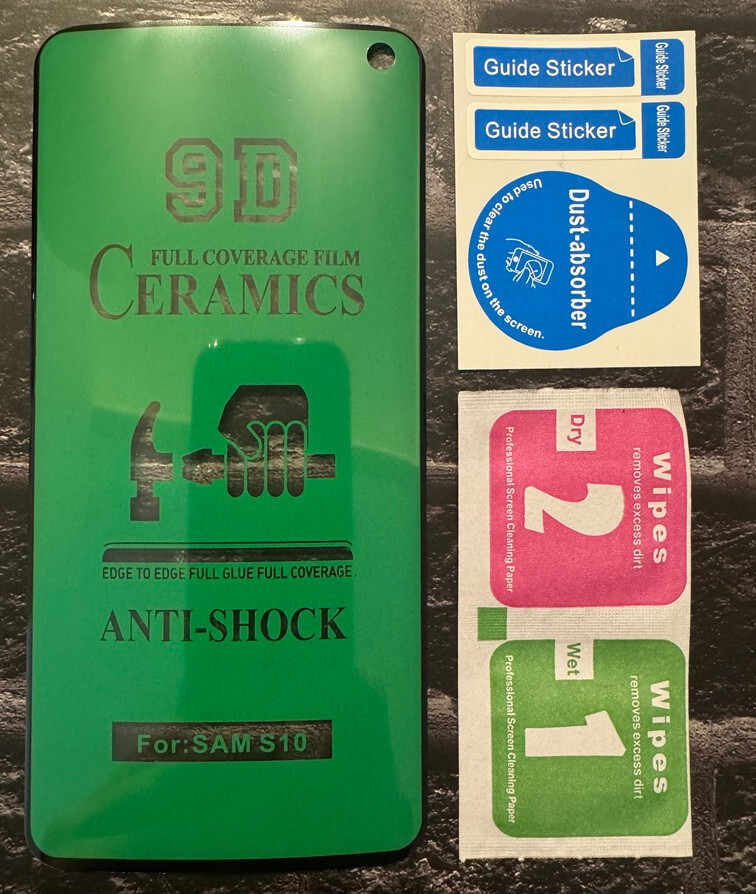 9D
FULL COVERAGE FILM
CERAMICS
EDGE TO EDGE FULL GLUE FULL COVERAGE.
ANTI-SHOCK
For:SAM S10
Guide Sticker
Guide Sticker
Guide Sticker
Guide Sticker
Dust-absorber
Used to clear the dust on the screen.
Wipes
removes excess dirt
2
Dry
Professional Screen Cleaning Paper
Wipes
removes excess dirt
1
Wet
Professional Screen Cleaning Paper